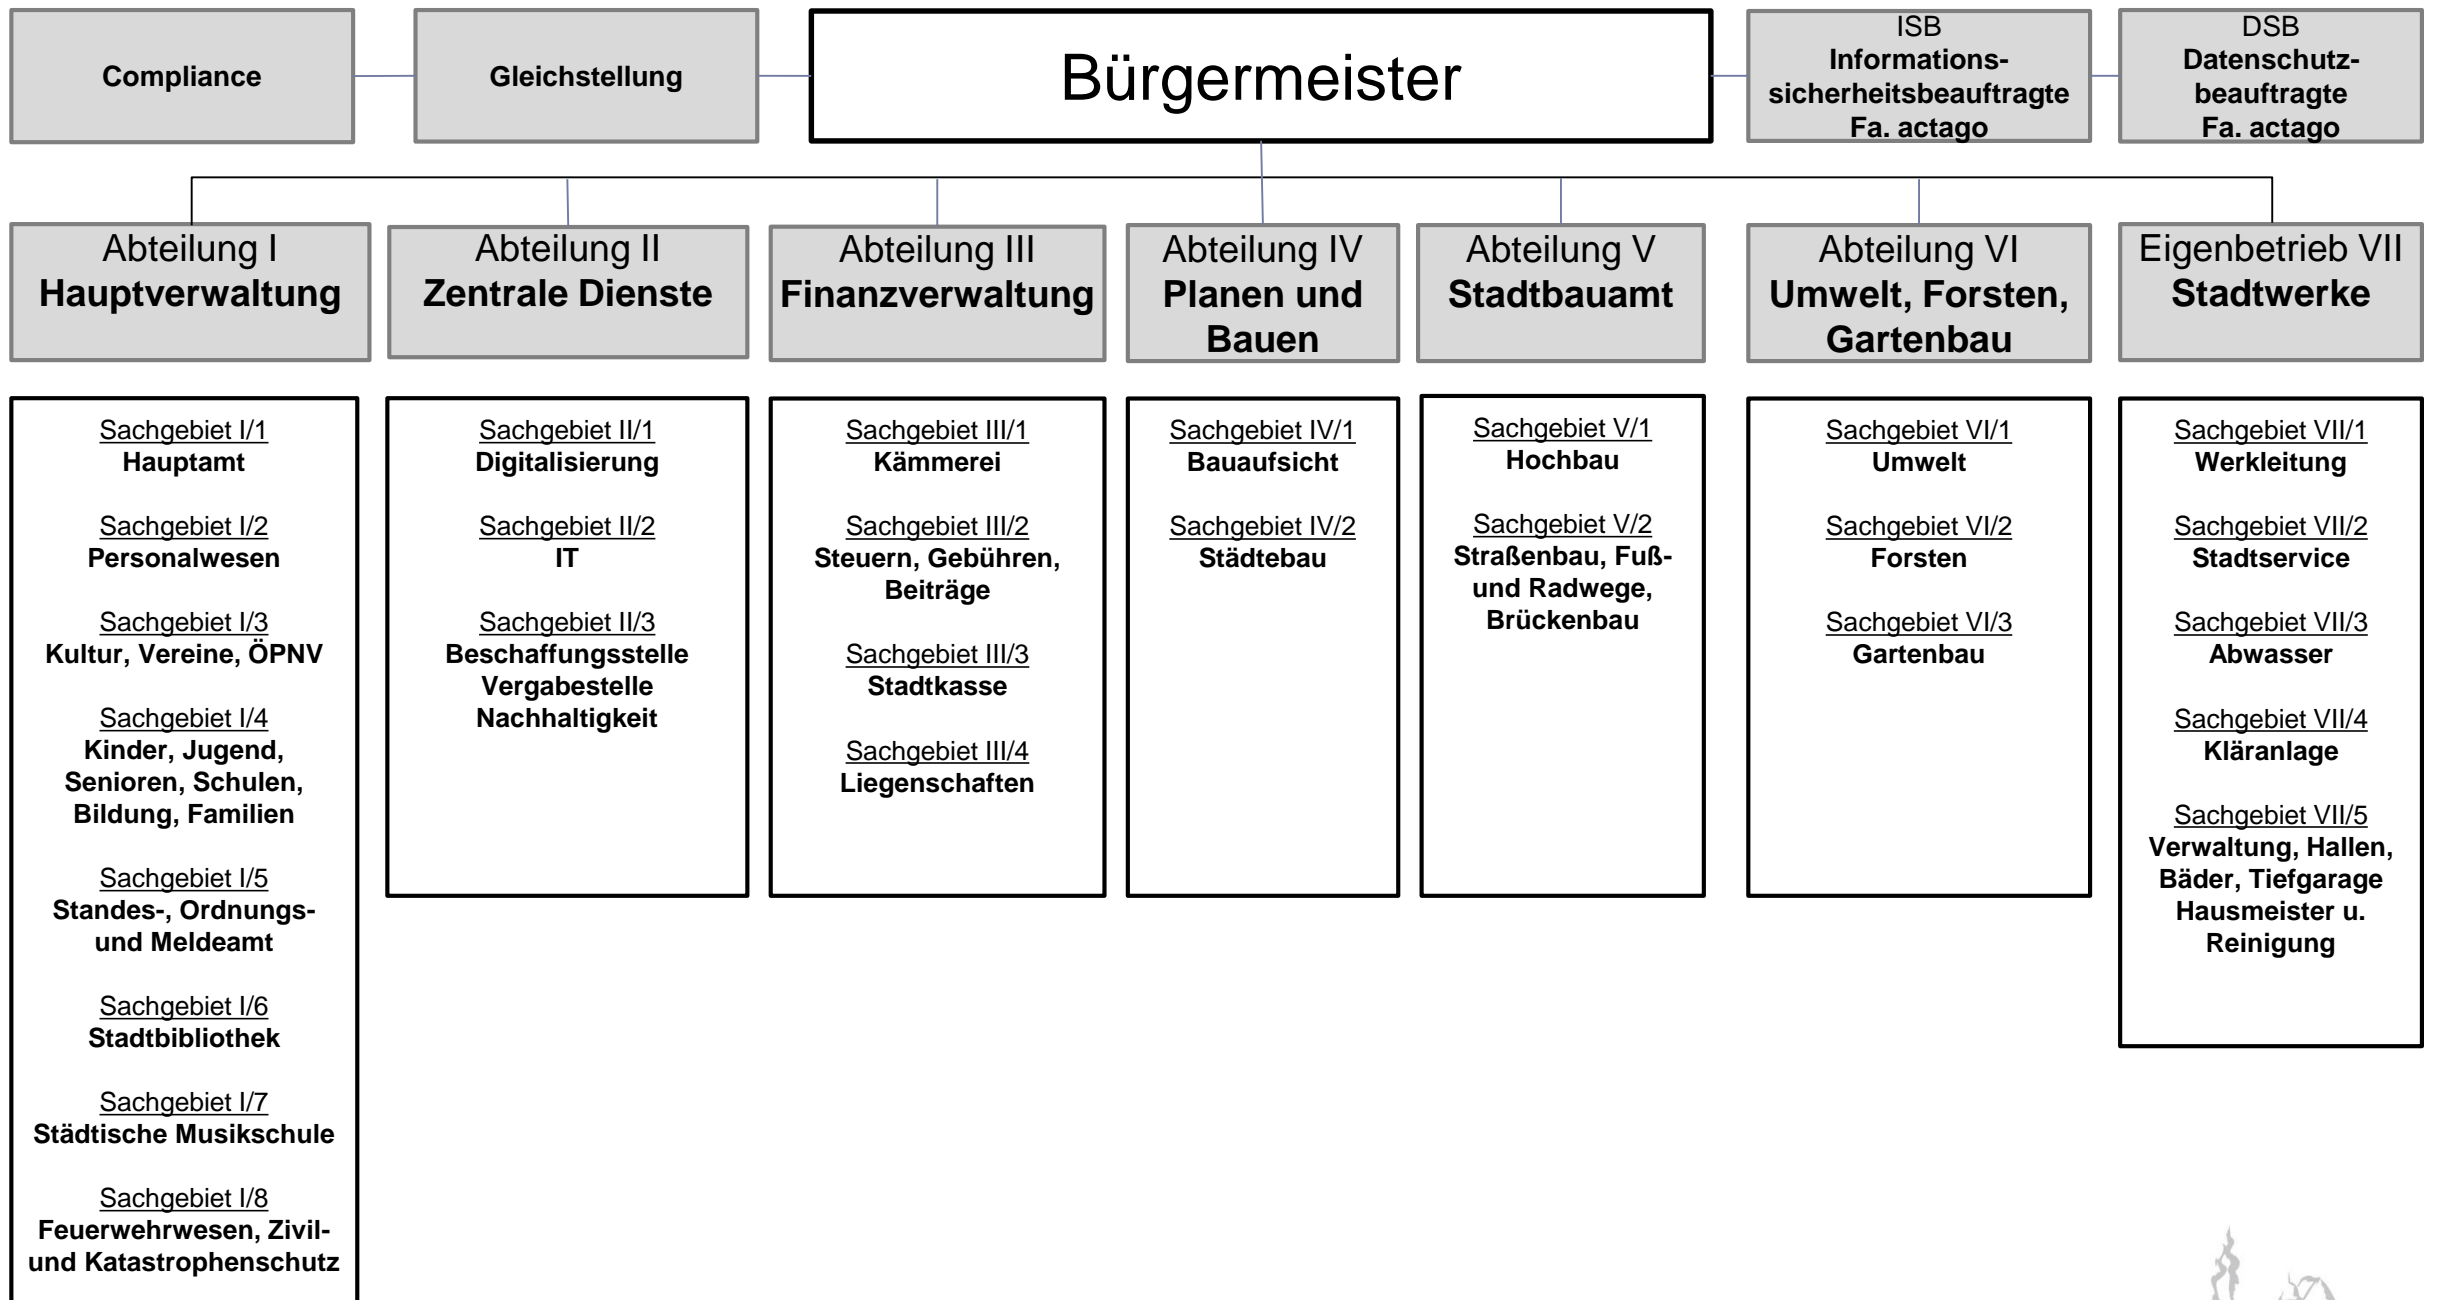 Compliance
Gleichstellung
Bürgermeister
ISB
Informations-
sicherheitsbeauftragte
Fa. actago
DSB
Datenschutz-
beauftragte
Fa. actago
Abteilung I
Hauptverwaltung
Abteilung II
Zentrale Dienste
Abteilung III
Finanzverwaltung
Abteilung IV
Planen und
Bauen
Abteilung V
Stadtbauamt
Abteilung VI
Umwelt, Forsten,
Gartenbau
Eigenbetrieb VII
Stadtwerke
Sachgebiet I/1
Hauptamt
Sachgebiet I/2
Personalwesen
Sachgebiet I/3
Kultur, Vereine, ÖPNV
Sachgebiet I/4
Kinder, Jugend,
Senioren, Schulen,
Bildung, Familien
Sachgebiet I/5
Standes-, Ordnungs-
und Meldeamt
Sachgebiet I/6
Stadtbibliothek
Sachgebiet I/7
Städtische Musikschule
Sachgebiet I/8
Feuerwehrwesen, Zivil-
und Katastrophenschutz
Sachgebiet II/1
Digitalisierung
Sachgebiet II/2
IT
Sachgebiet II/3
Beschaffungsstelle
Vergabestelle
Nachhaltigkeit
Sachgebiet III/1
Kämmerei
Sachgebiet III/2
Steuern, Gebühren,
Beiträge
Sachgebiet III/3
Stadtkasse
Sachgebiet III/4
Liegenschaften
Sachgebiet IV/1
Bauaufsicht
Sachgebiet IV/2
Städtebau
Sachgebiet V/1
Hochbau
Sachgebiet V/2
Straßenbau, Fuß-
und Radwege,
Brückenbau
Sachgebiet VI/1
Umwelt
Sachgebiet VI/2
Forsten
Sachgebiet VI/3
Gartenbau
Sachgebiet VII/1
Werkleitung
Sachgebiet VII/2
Stadtservice
Sachgebiet VII/3
Abwasser
Sachgebiet VII/4
Kläranlage
Sachgebiet VII/5
Verwaltung, Hallen,
Bäder, Tiefgarage
Hausmeister u.
Reinigung